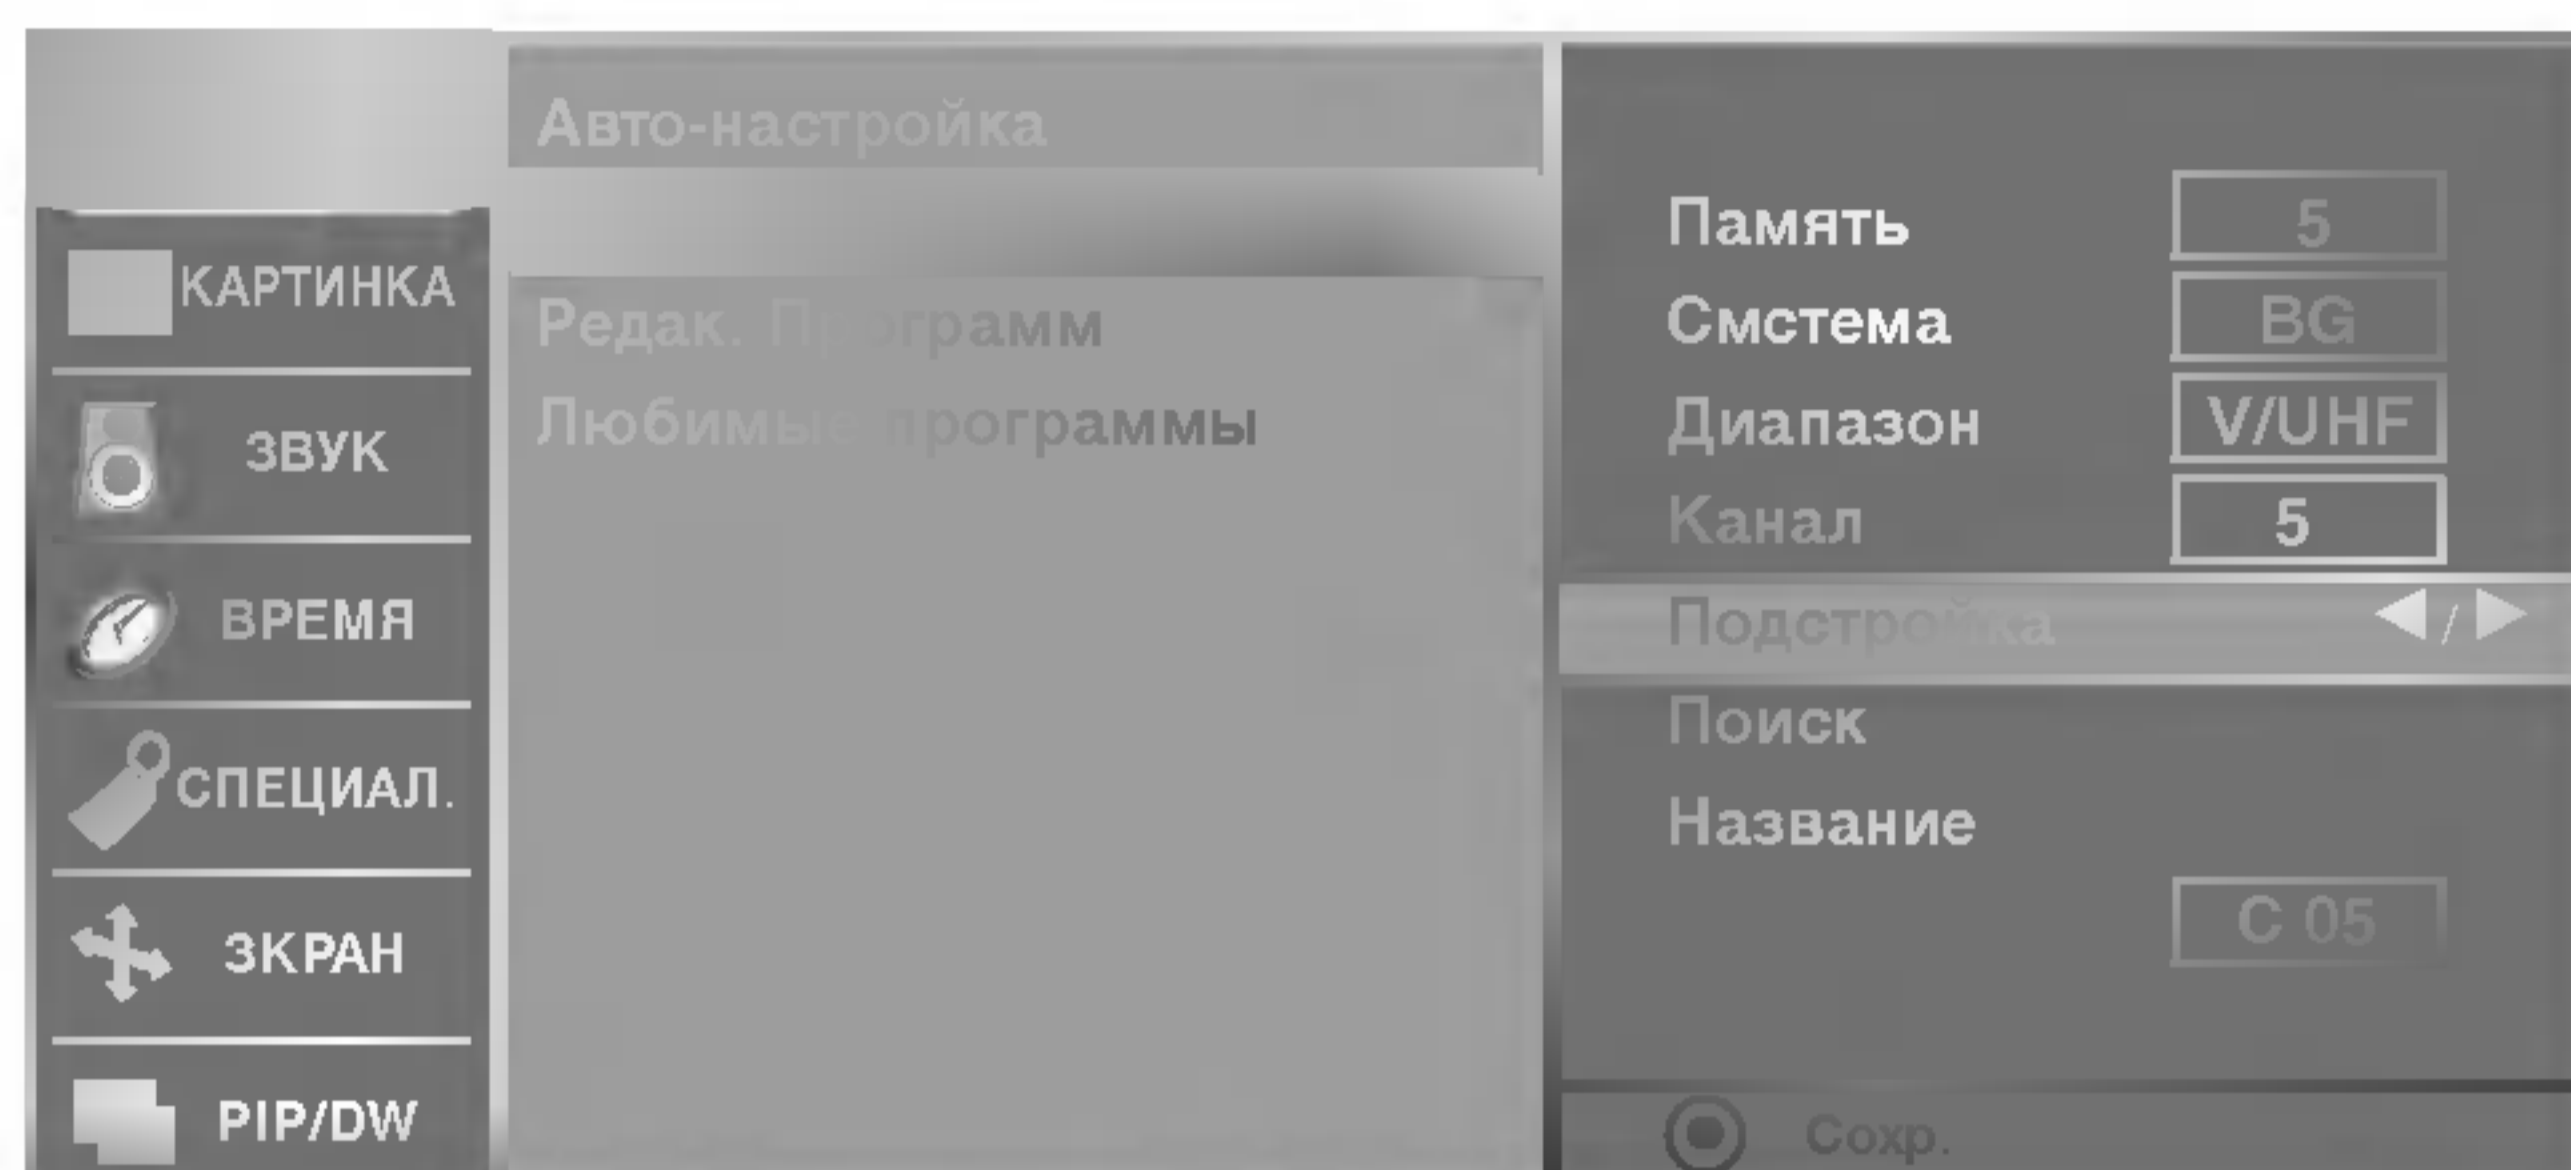 КАРТИНКА
ЗВУК
ВРЕМЯ
СПЕЦИАЛ.
ЗКРАН
PIP/DW
Авто-настройка
Редак. Программ
Любимые программы
Память 5
Смстема BG
Диапазон V/UHF
Канал 5
Подстройка ◀/▶
Поиск
Название
C 05
Сохр.